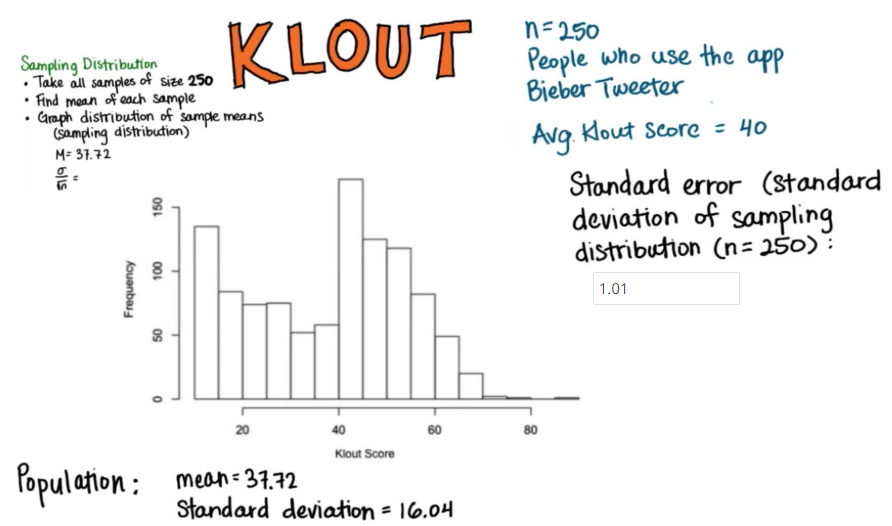 KLOUT
Sampling Distribution
• Take all samples of size 250
• Find mean of each sample
• Graph distribution of sample means
(sampling distribution)
M = 37.72
σ/√n =
n = 250
People who use the app
Bieber Tweeter
Avg. Klout Score = 40
Standard error (Standard
deviation of sampling
distribution (n = 250) :
1.01
Frequency
150
100
50
0
20 40 60 80
Klout Score
Population: mean = 37.72
Standard deviation = 16.04